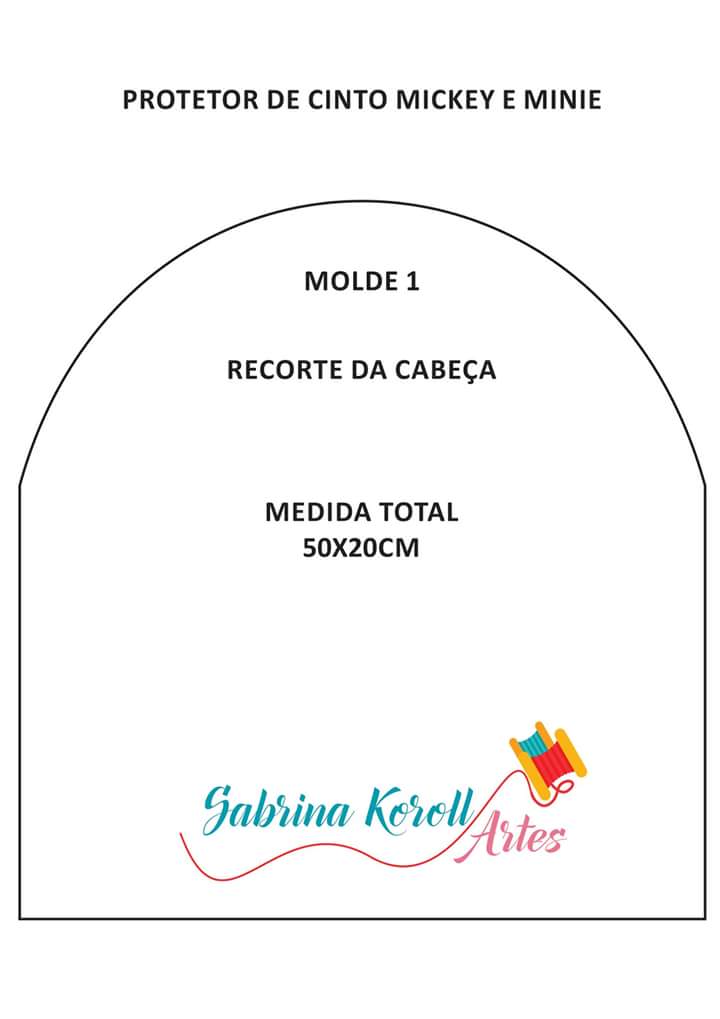 PROTETOR DE CINTO MICKEY E MINIE
MOLDE 1
RECORTE DA CABEÇA
MEDIDA TOTAL
50X20CM
Sabrina Koroll
Artes